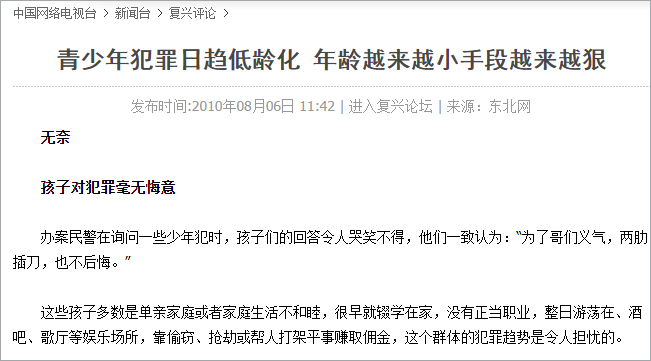 中国网络电视台 > 新闻台 > 复兴评论 >
青少年犯罪日趋低龄化 年龄越来越小手段越来越狠
发布时间:2010年08月06日 11:42 | 进入复兴论坛 | 来源：东北网
无奈
孩子对犯罪毫无悔意
办案民警在询问一些少年犯时，孩子们的回答令人哭笑不得，他们一致认为：“为了哥们义气，两肋
插刀，也不后悔。”
这些孩子多数是单亲家庭或者家庭生活不和睦，很早就辍学在家，没有正当职业，整日游荡在、酒
吧、歌厅等娱乐场所，靠偷窃、抢劫或帮人打架平事赚取佣金，这个群体的犯罪趋势是令人担忧的。